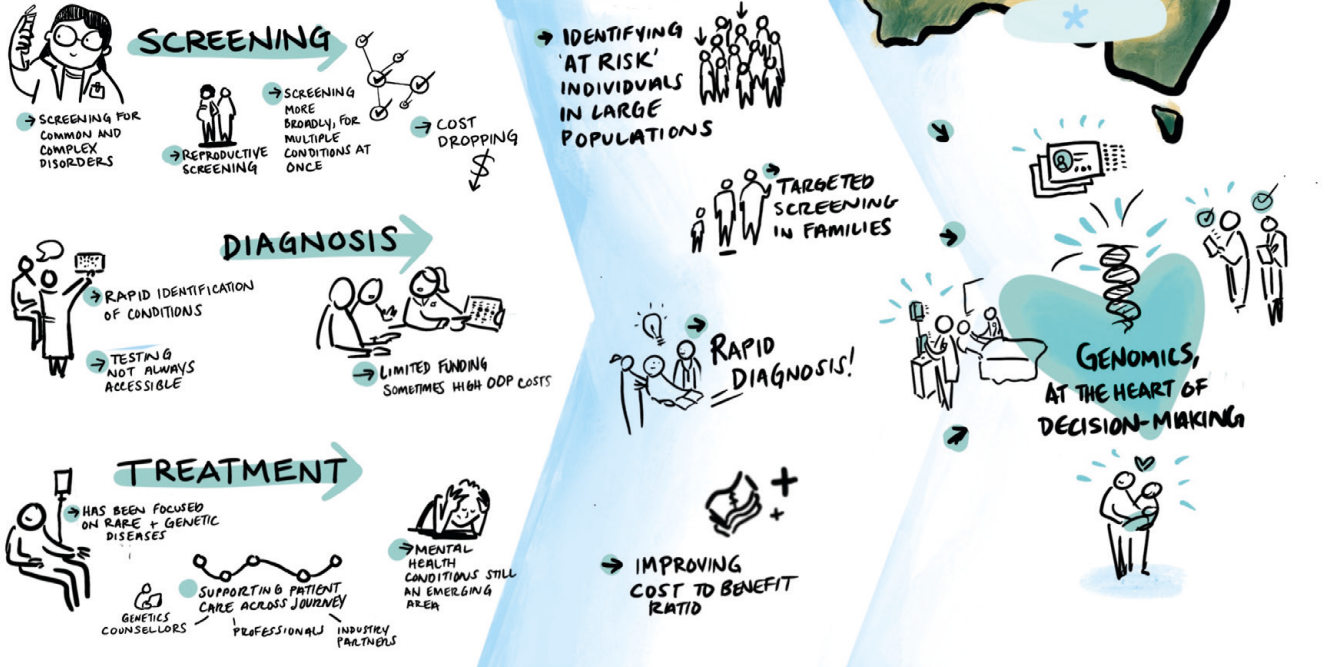 SCREENING
→ SCREENING FOR
COMMON AND
COMPLEX
DISORDERS
→ REPRODUCTIVE
SCREENING
→ SCREENING
MORE
BROADLY, FOR
MULTIPLE
CONDITIONS AT
ONCE
→ COST
DROPPING
$
DIAGNOSIS
→ RAPID IDENTIFICATION
OF CONDITIONS
→ TESTING
NOT ALWAYS
ACCESSIBLE
→ LIMITED FUNDING
SOMETIMES HIGH OOP COSTS
TREATMENT
→ HAS BEEN FOCUSED
ON RARE + GENETIC
DISEASES
SUPPORTING PATIENT
CARE ACROSS JOURNEY
GENETICS
COUNSELLORS
PROFESSIONALS
INDUSTRY
PARTNERS
→ MENTAL
HEALTH
CONDITIONS STILL
AN EMERGING
AREA
→ IDENTIFYING
'AT RISK'
INDIVIDUALS
IN LARGE
POPULATIONS
→ TARGETED
SCREENING
IN FAMILIES
→ RAPID
DIAGNOSIS!
→ IMPROVING
COST TO BENEFIT
RATIO
GENOMICS,
AT THE HEART OF
DECISION-MAKING